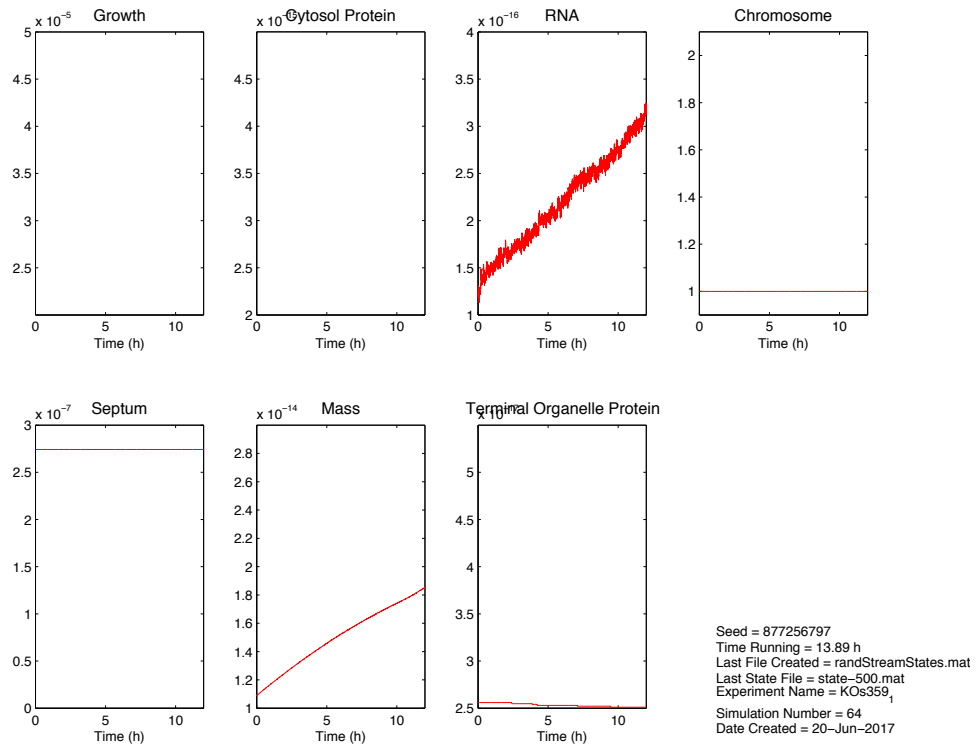 Growth
x 10⁻⁵
5
4.5
4
3.5
3
2.5
2
0 5 10
Time (h)
Cytosol Protein
5
4.5
4
3.5
3
2.5
2
0 5 10
Time (h)
RNA
x 10⁻¹⁶
4
3.5
3
2.5
2
1.5
1
0 5 10
Time (h)
Chromosome
2
1.8
1.6
1.4
1.2
1
0 5 10
Time (h)
Septum
x 10⁻⁷
3
2.5
2
1.5
1
0.5
0
0 5 10
Time (h)
Mass
x 10⁻¹⁴
2.8
2.6
2.4
2.2
2
1.8
1.6
1.4
1.2
1
0 5 10
Time (h)
Terminal Organelle Protein
5
4.5
4
3.5
3
2.5
0 5 10
Time (h)
Seed = 877256797
Time Running = 13.89 h
Last File Created = randStreamStates.mat
Last State File = state−500.mat
Experiment Name = KOs359₁
Simulation Number = 64
Date Created = 20−Jun−2017